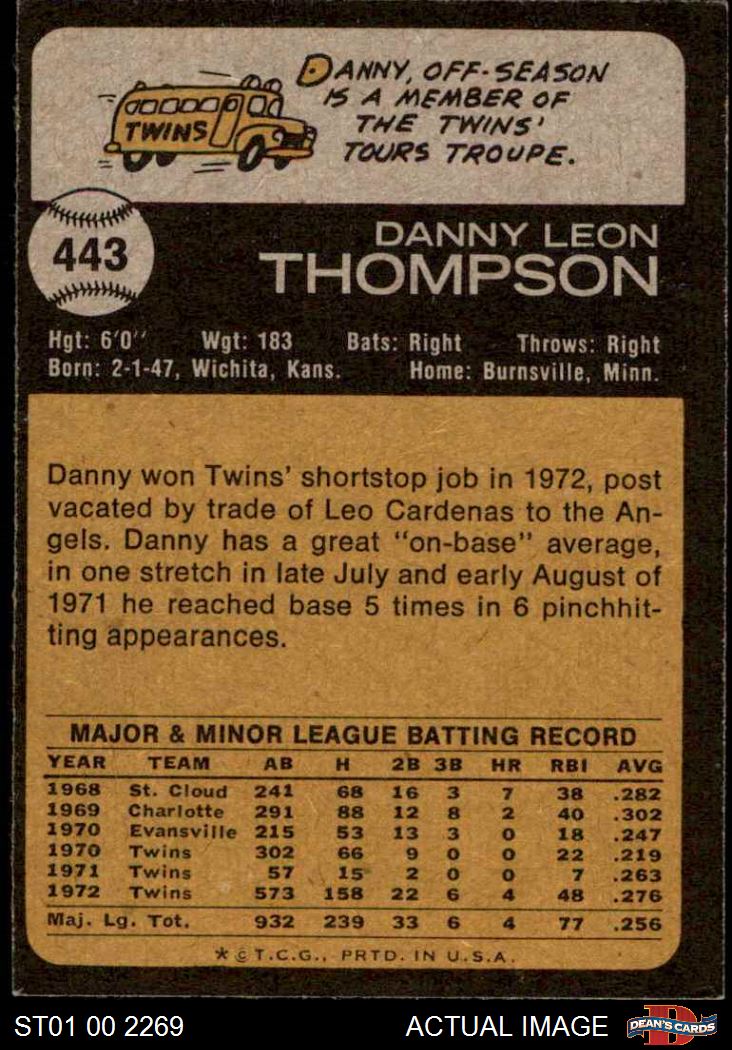 DANNY, OFF-SEASON
IS A MEMBER OF
THE TWINS'
TOURS TROUPE.
TWINS
443
DANNY LEON
THOMPSON
Hgt: 6'0'' Wgt: 183 Bats: Right Throws: Right
Born: 2-1-47, Wichita, Kans. Home: Burnsville, Minn.
Danny won Twins' shortstop job in 1972, post
vacated by trade of Leo Cardenas to the An-
gels. Danny has a great "on-base" average,
in one stretch in late July and early August of
1971 he reached base 5 times in 6 pinchhit-
ting appearances.
MAJOR & MINOR LEAGUE BATTING RECORD
YEAR TEAM AB H 2B 3B HR RBI AVG
1968 St. Cloud 241 68 16 3 7 38 .282
1969 Charlotte 291 88 12 8 2 40 .302
1970 Evansville 215 53 13 3 0 18 .247
1970 Twins 302 66 9 0 0 22 .219
1971 Twins 57 15 2 0 0 7 .263
1972 Twins 573 158 22 6 4 48 .276
Maj. Lg. Tot. 932 239 33 6 4 77 .256
*© T.C.G., PRTD. IN U.S.A.
ST01 00 2269 ACTUAL IMAGE D DEAN'S CARDS